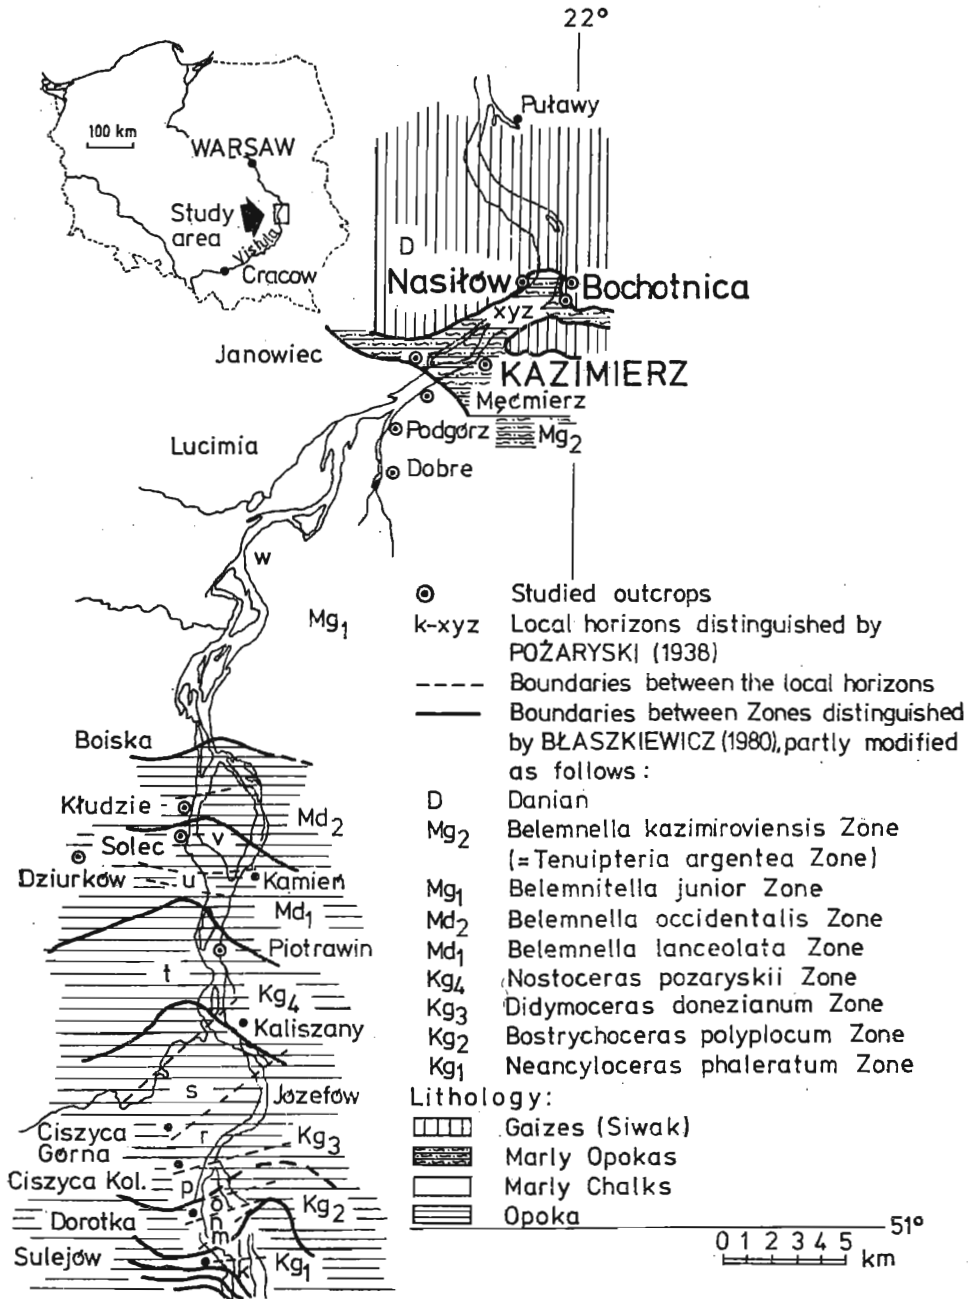 22°
Puławy
100 km
WARSAW
Study
area
Vistula
Cracow
D
Nasiłów
Bochotnica
xyz
Janowiec
KAZIMIERZ
Męćmierz
Podgórz
Mg2
Lucimia
Dobre
w
Mg1
Studied outcrops
k-xyz Local horizons distinguished by
POŻARYSKI (1938)
Boundaries between the local horizons
Boundaries between Zones distinguished
by BŁASZKIEWICZ (1980), partly modified
as follows:
D Danian
Mg2 Belemnella kazimiroviensis Zone
(=Tenuipteria argentea Zone)
Mg1 Belemnitella junior Zone
Md2 Belemnella occidentalis Zone
Md1 Belemnella lanceolata Zone
Kg4 Nostoceras pozaryskii Zone
Kg3 Didymoceras donezianum Zone
Kg2 Bostrychoceras polyplocum Zone
Kg1 Neancyloceras phaleratum Zone
Lithology:
Gaizes (Siwak)
Marly Opokas
Marly Chalks
Opoka
51°
0 1 2 3 4 5
km
Boiska
Kłudzie
Md2
Solec
v
Dziurków
u
Kamień
Md1
Piotrawin
t
Kg4
Kaliszany
s
Józefów
Ciszyca
Górna
r
Kg3
Ciszyca Kol.
p
Kg2
o
Dorotka
n
m
Sulejów
l
k
Kg1